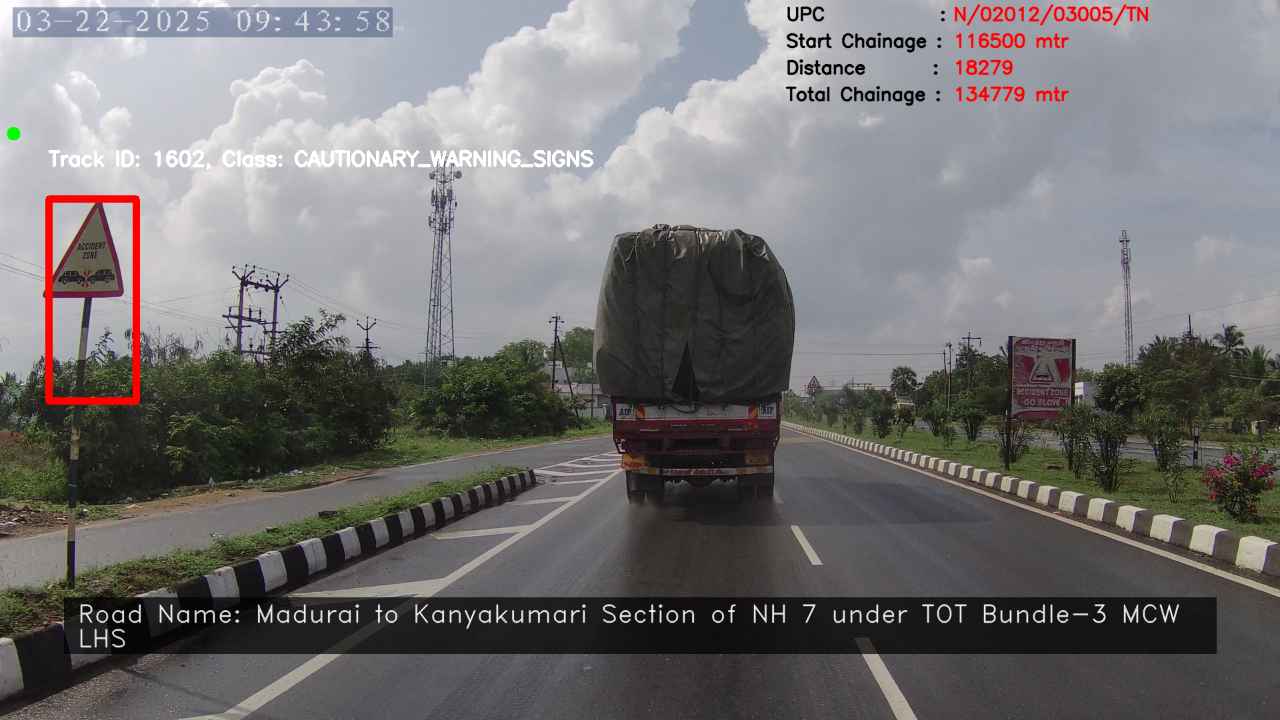 03-22-2025 09:43:58
UPC : N/02012/03005/TN
Start Chainage : 116500 mtr
Distance : 18279
Total Chainage : 134779 mtr
Track ID: 1602, Class: CAUTIONARY_WARNING_SIGNS
ACCIDENT
ZONE
ACCIDENT ZONE
GO SLOW
Road Name: Madurai to Kanyakumari Section of NH 7 under TOT Bundle-3 MCW
LHS